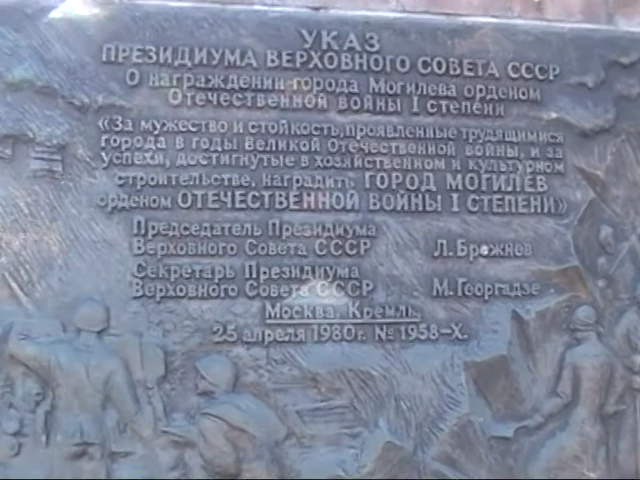 УКАЗ
ПРЕЗИДИУМА ВЕРХОВНОГО СОВЕТА СССР
О награждении города Могилева орденом
Отечественной войны I степени
«За мужество и стойкость, проявленные трудящимися
города в годы Великой Отечественной войны, и за
успехи, достигнутые в хозяйственном и культурном
строительстве, наградить ГОРОД МОГИЛЕВ
орденом ОТЕЧЕСТВЕННОЙ ВОЙНЫ I СТЕПЕНИ»
Председатель Президиума
Верховного Совета СССР Л.Брежнев
Секретарь Президиума
Верховного Совета СССР М.Георгадзе
Москва. Кремль.
25 апреля 1980г. №1958-X.